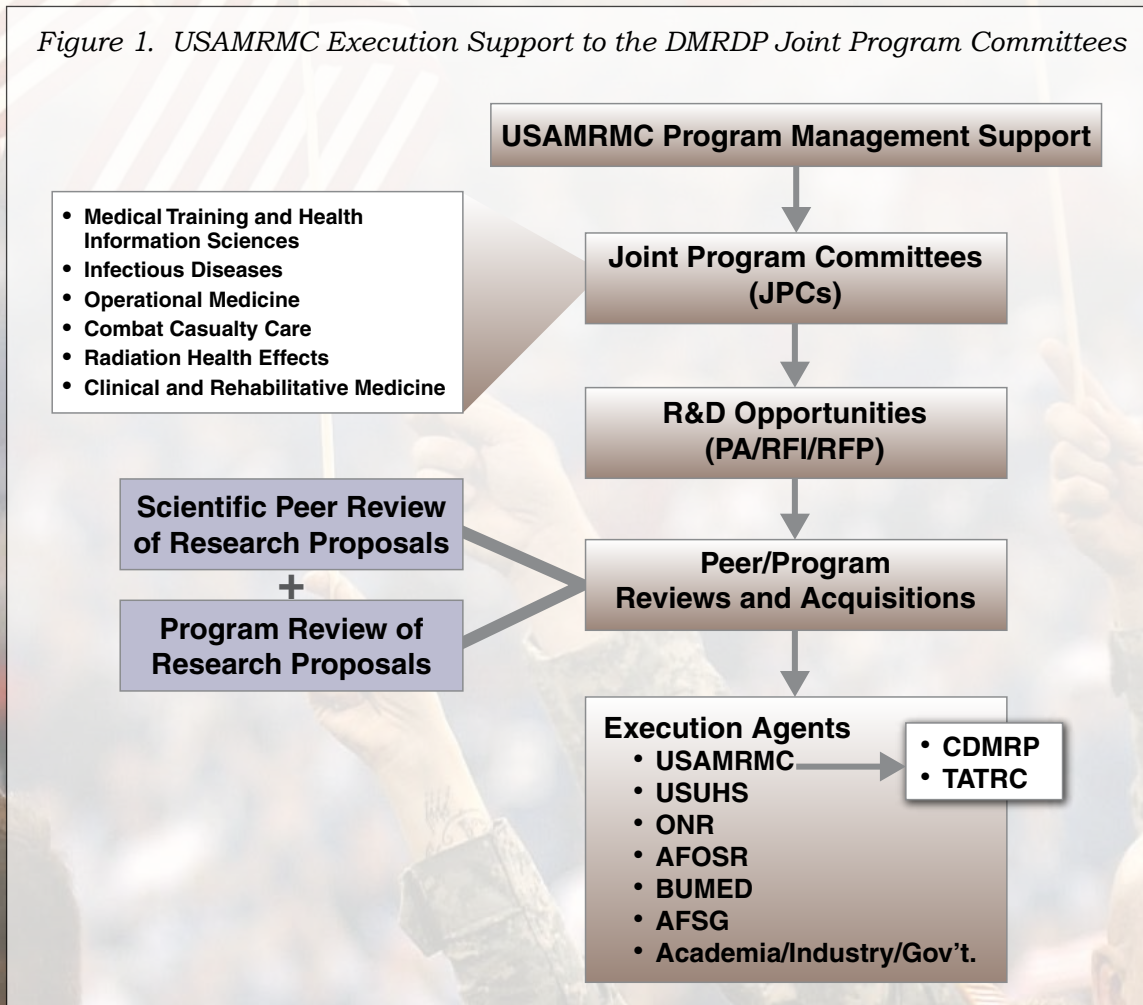 Figure 1. USAMRMC Execution Support to the DMRDP Joint Program Committees
USAMRMC Program Management Support
• Medical Training and Health
Information Sciences
• Infectious Diseases
• Operational Medicine
• Combat Casualty Care
• Radiation Health Effects
• Clinical and Rehabilitative Medicine
Joint Program Committees
(JPCs)
R&D Opportunities
(PA/RFI/RFP)
Scientific Peer Review
of Research Proposals
+
Program Review of
Research Proposals
Peer/Program
Reviews and Acquisitions
Execution Agents
• USAMRMC
• USUHS
• ONR
• AFOSR
• BUMED
• AFSG
• Academia/Industry/Gov’t.
• CDMRP
• TATRC